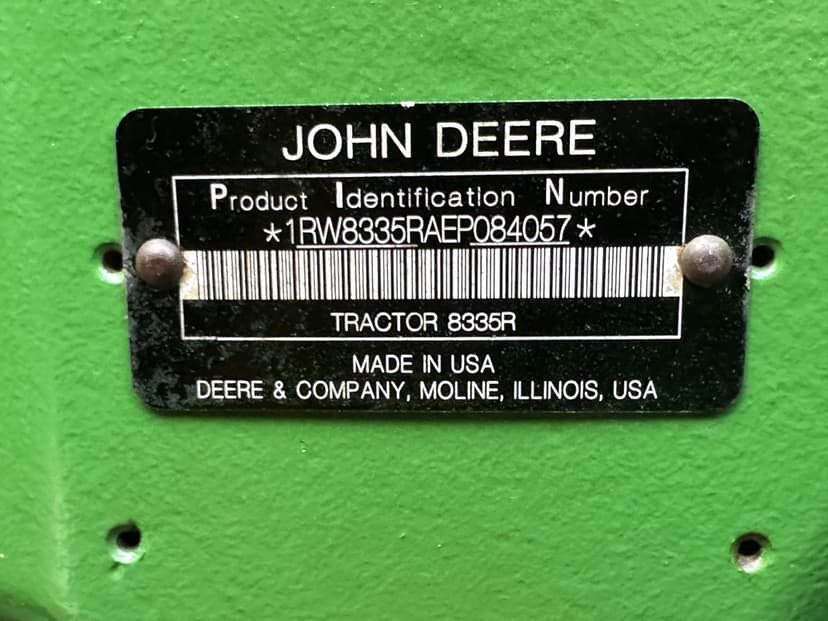 JOHN DEERE
Product Identification Number
*1RW8335RAEP084057*
TRACTOR 8335R
MADE IN USA
DEERE & COMPANY, MOLINE, ILLINOIS, USA